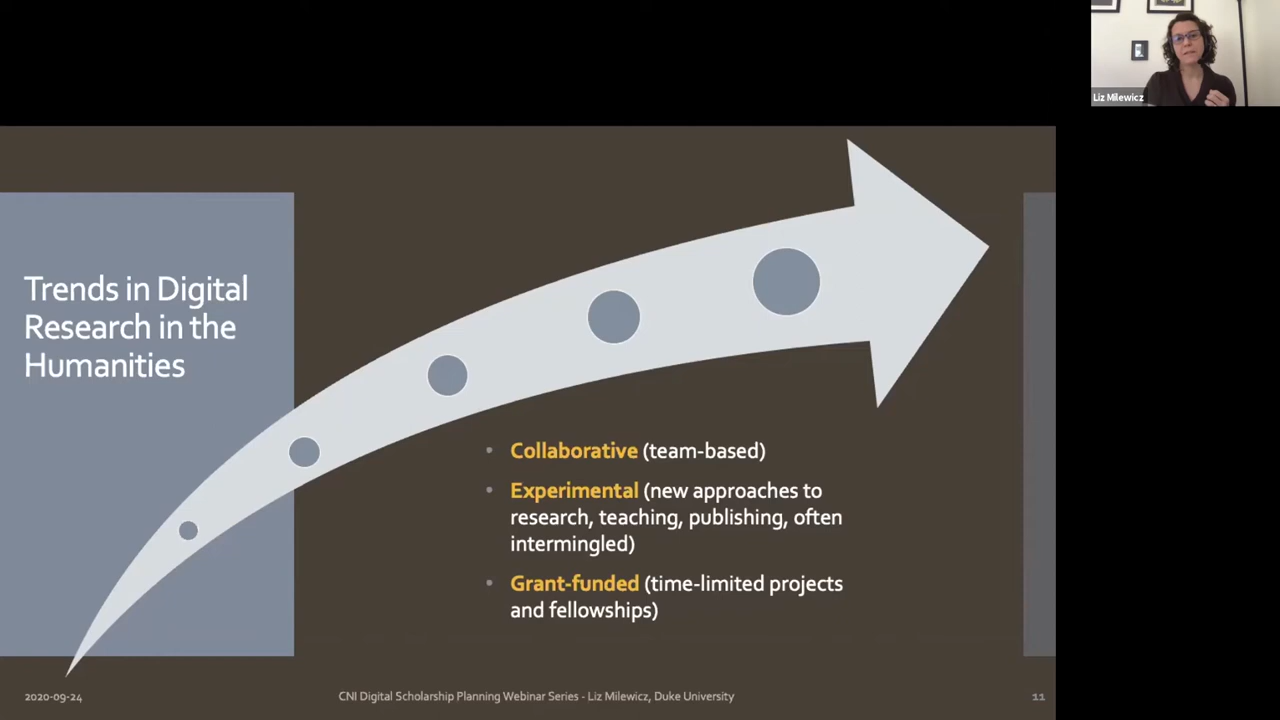 Liz Milewicz
Trends in Digital
Research in the
Humanities
• Collaborative (team-based)
• Experimental (new approaches to
research, teaching, publishing, often
intermingled)
• Grant-funded (time-limited projects
and fellowships)
2020-09-24
CNI Digital Scholarship Planning Webinar Series - Liz Milewicz, Duke University
11